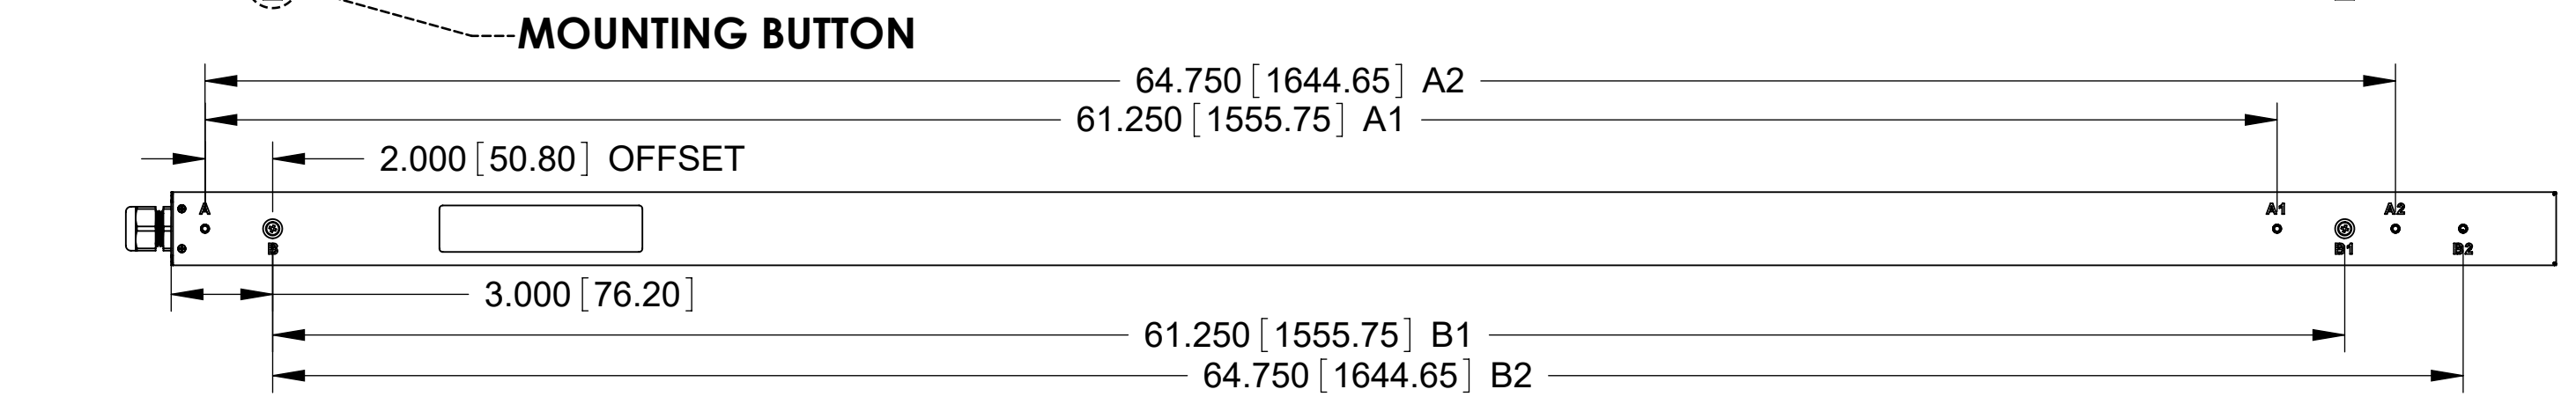 MOUNTING BUTTON
64.750 [1644.65] A2
61.250 [1555.75] A1
2.000 [50.80] OFFSET
A A1 A2
B B1 B2
3.000 [76.20]
61.250 [1555.75] B1
64.750 [1644.65] B2